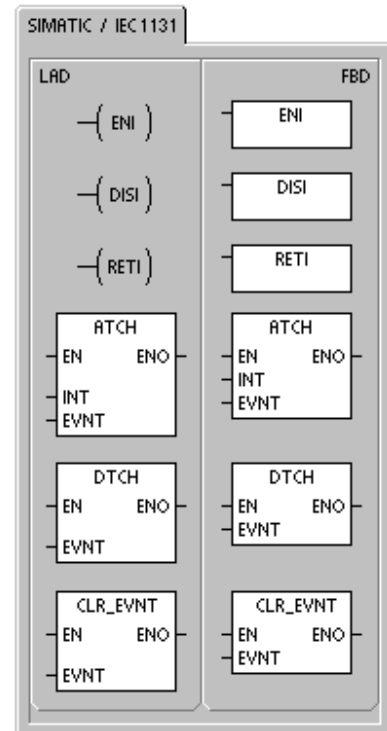 SIMATIC / IEC1131
LAD
FBD
ENI
ENI
DISI
DISI
RETI
RETI
ATCH
EN ENO
INT
EVNT
ATCH
EN ENO
INT
EVNT
DTCH
EN ENO
EVNT
DTCH
EN ENO
EVNT
CLR_EVNT
EN ENO
EVNT
CLR_EVNT
EN ENO
EVNT